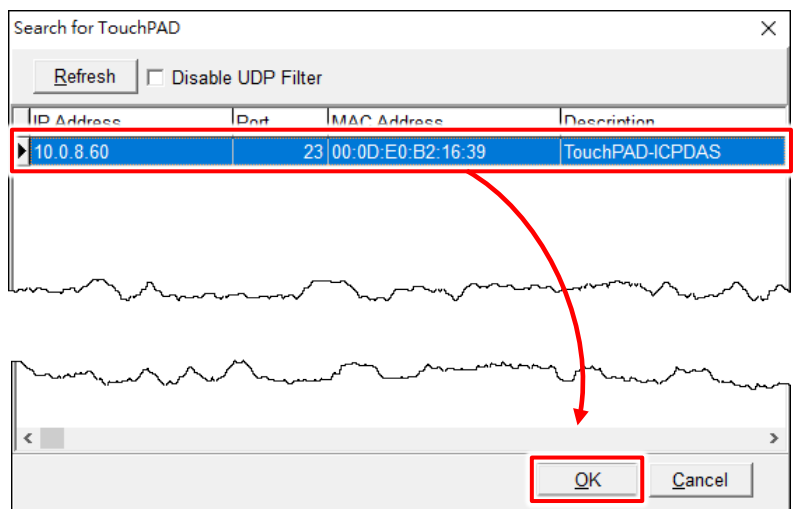 Search for TouchPAD
Refresh Disable UDP Filter
IP Address Port MAC Address Description
10.0.8.60 23 00:0D:E0:B2:16:39 TouchPAD-ICPDAS
OK Cancel